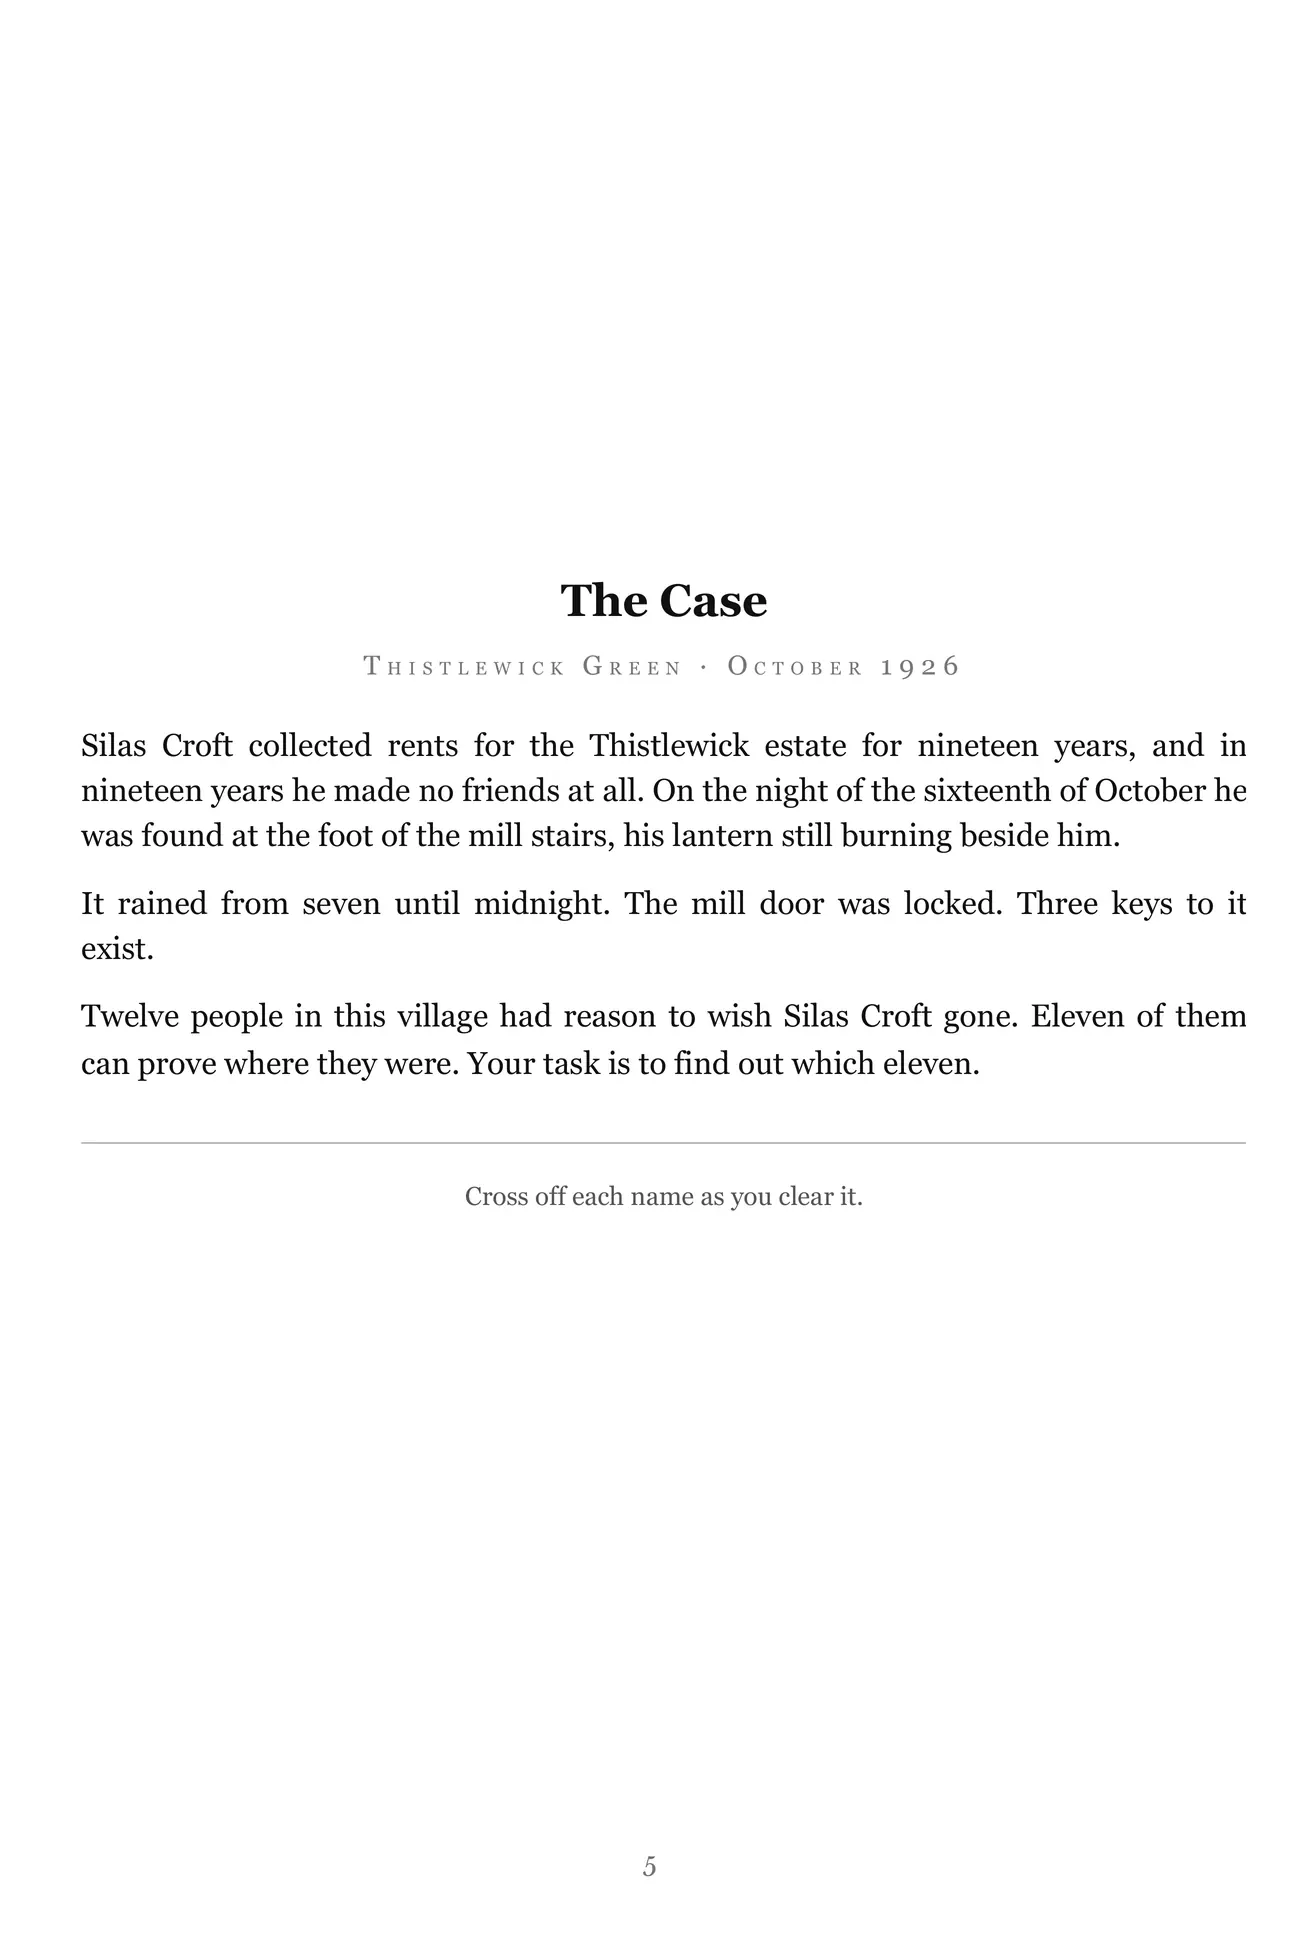 The Case
Thistlewick Green · October 1926
Silas Croft collected rents for the Thistlewick estate for nineteen years, and in
nineteen years he made no friends at all. On the night of the sixteenth of October he
was found at the foot of the mill stairs, his lantern still burning beside him.
It rained from seven until midnight. The mill door was locked. Three keys to it
exist.
Twelve people in this village had reason to wish Silas Croft gone. Eleven of them
can prove where they were. Your task is to find out which eleven.
Cross off each name as you clear it.
5